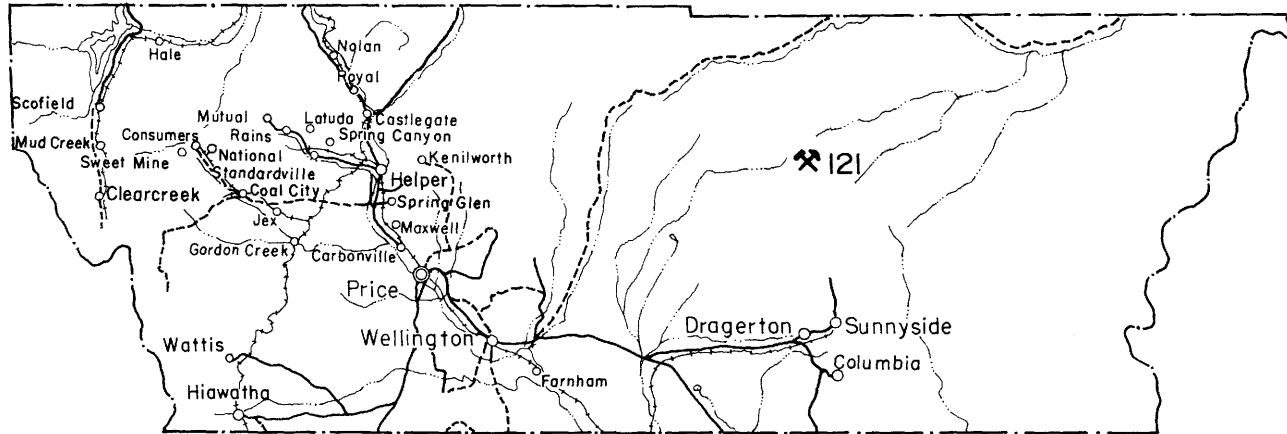 Nolan
Hale
Royal
Scofield
Mutual
Latuda
Castlegate
Rains
Spring Canyon
Consumers
Mud Creek
National
Kenilworth
Sweet Mine
Standardville
Helper
121
Clearcreek
Coal City
Spring Glen
Jex
Maxwell
Gordon Creek
Carbonville
Price
Wellington
Dragerton
Sunnyside
Wattis
Columbia
Farnham
Hiawatha